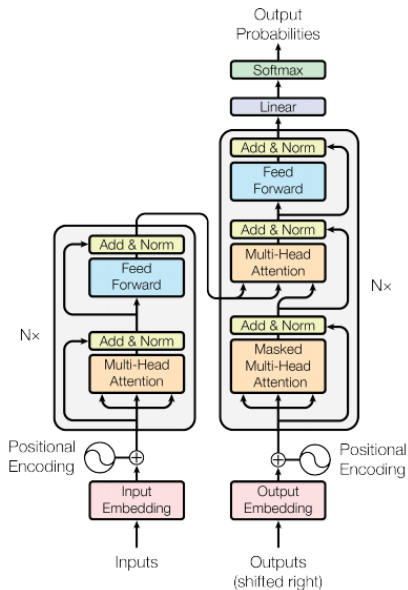 Output
Probabilities
Softmax
Linear
Add & Norm
Feed
Forward
Add & Norm
Multi-Head
Attention
Nx
Add & Norm
Masked
Multi-Head
Attention
Add & Norm
Feed
Forward
Nx
Add & Norm
Multi-Head
Attention
Positional
Encoding
Positional
Encoding
Input
Embedding
Output
Embedding
Inputs
Outputs
(shifted right)